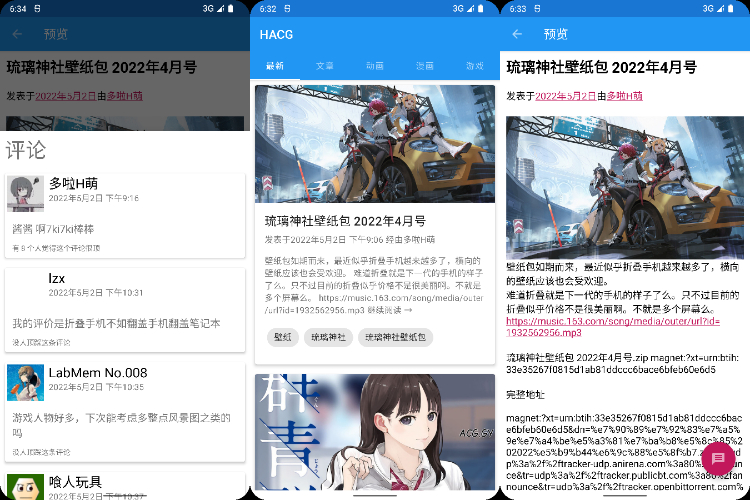 6:34
3G
预览
琉璃神社壁纸包 2022年4月号
发表于2022年5月2日由多啦H萌
评论
多啦H萌
2022年5月2日 下午9:16
酱酱 啊7ki7ki棒棒
有 8 个人觉得这个评论很顶
lzx
2022年5月2日 下午10:31
我的评价是折叠手机不如翻盖手机翻盖笔记本
没人顶踩这条评论
LabMem No.008
2022年5月2日 下午10:35
游戏人物好多，下次能考虑多整点风景图之类的
吗
没人顶踩这条评论
喰人玩具
2022年5月2日 下午10:37
6:32
3G
HACG
最新
文章
动画
漫画
游戏
琉璃神社壁纸包 2022年4月号
发表于2022年5月2日 下午9:06 经由多啦H萌
壁纸包如期而来，最近似乎折叠手机越来越多了，横向的
壁纸应该也会受欢迎。 难道折叠就是下一代的手机的样子
了么。只不过目前的折叠似乎价格不是很美丽啊。不就是
多个屏幕么。 https://music.163.com/song/media/outer
/url?id=1932562956.mp3 继续阅读 →
壁纸
琉璃神社
琉璃神社壁纸包
青
ACG.GY
6:33
3G
预览
琉璃神社壁纸包 2022年4月号
发表于2022年5月2日由多啦H萌
壁纸包如期而来，最近似乎折叠手机越来越多了，横向
的壁纸应该也会受欢迎。
难道折叠就是下一代的手机的样子了么。只不过目前的
折叠似乎价格不是很美丽啊。不就是多个屏幕么。
https://music.163.com/song/media/outer/url?id=
1932562956.mp3
琉璃神社壁纸包 2022年4月号.zip magnet:?xt=urn:btih:
33e35267f0815d1ab81ddccc6bace6bfeb60e6d5
完整地址
magnet:?xt=urn:btih:33e35267f0815d1ab81ddccc6bac
e6bfeb60e6d5&dn=%e7%90%89%e7%92%83%e7%a5%
9e%e7%a4%be%e5%a3%81%e7%ba%b8%e5%8c%85%
202022%e5%b9%b44%e6%9c%88%e5%8f%b7.
dp%3a%2f%2ftracker-udp.anirena.com%3a80%2f
ce&tr=udp%3a%2f%2ftracker.publicbt.com%3a80%2fan
nounce&tr=udp%3a%2f%2ftracker.openbittorrent.com%